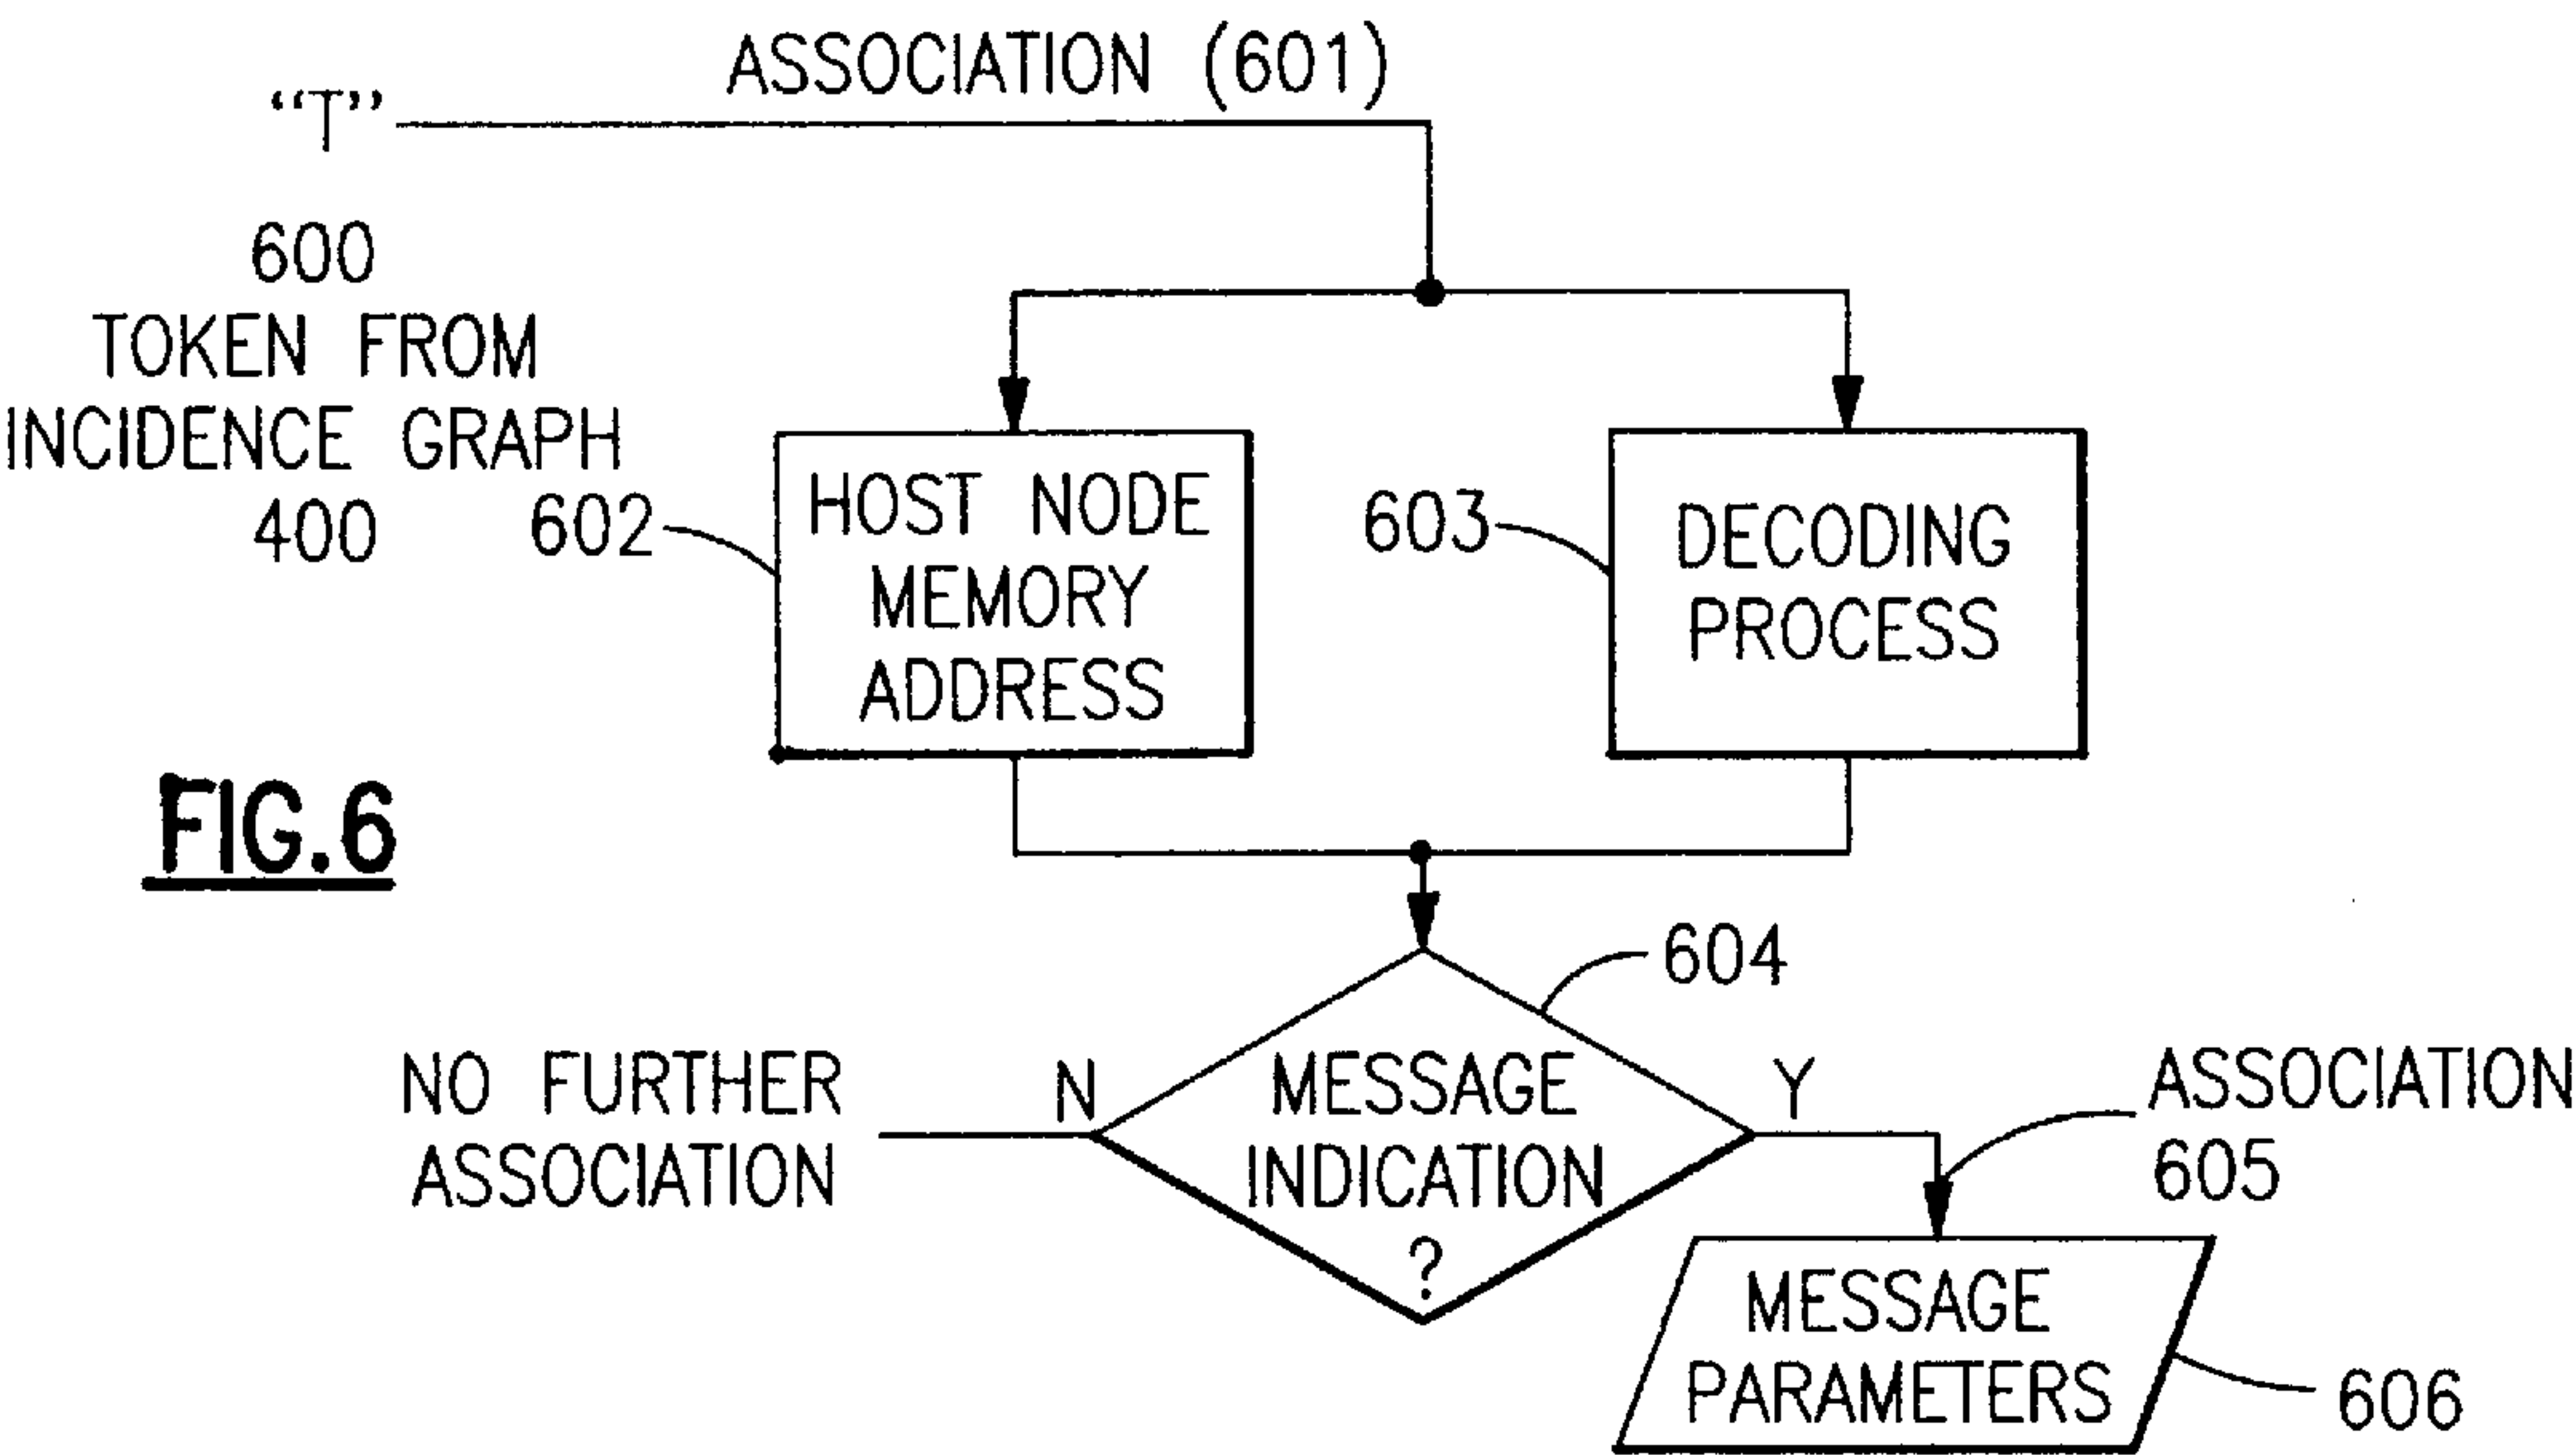 ASSOCIATION (601)
“T”
600
TOKEN FROM
INCIDENCE GRAPH
400
602
HOST NODE
MEMORY
ADDRESS
603
DECODING
PROCESS
FIG.6
604
NO FURTHER
ASSOCIATION
N
MESSAGE
INDICATION
?
Y
ASSOCIATION
605
MESSAGE
PARAMETERS
606